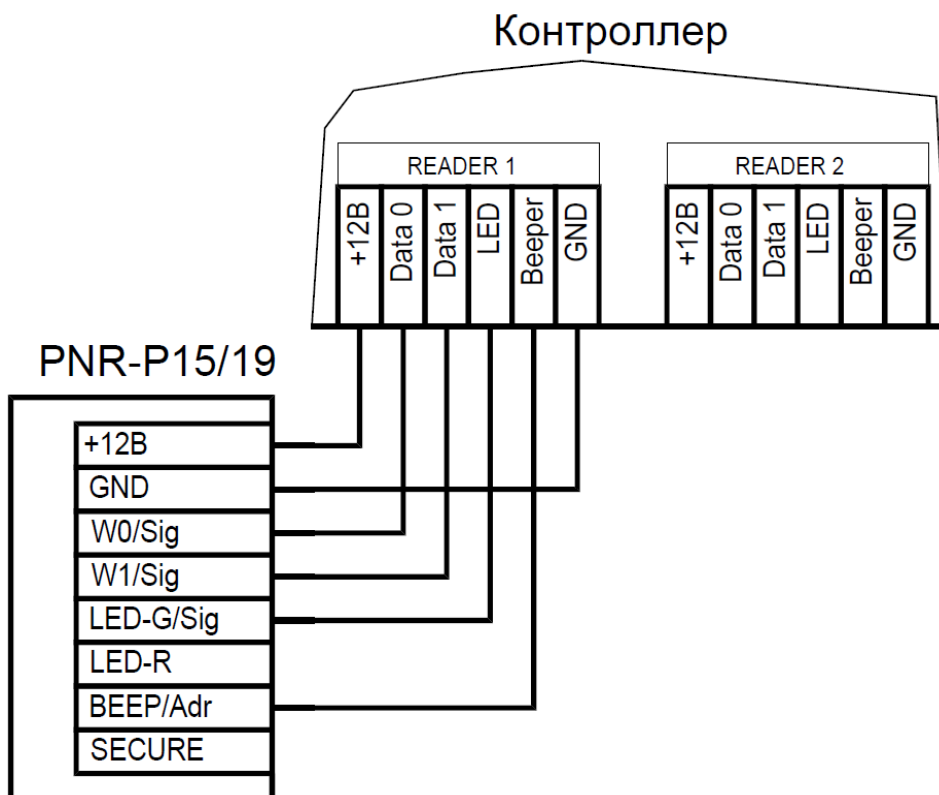 Контроллер
READER 1
READER 2
+12В
Data 0
Data 1
LED
Beeper
GND
+12В
Data 0
Data 1
LED
Beeper
GND
PNR-P15/19
+12В
GND
W0/Sig
W1/Sig
LED-G/Sig
LED-R
BEEP/Adr
SECURE